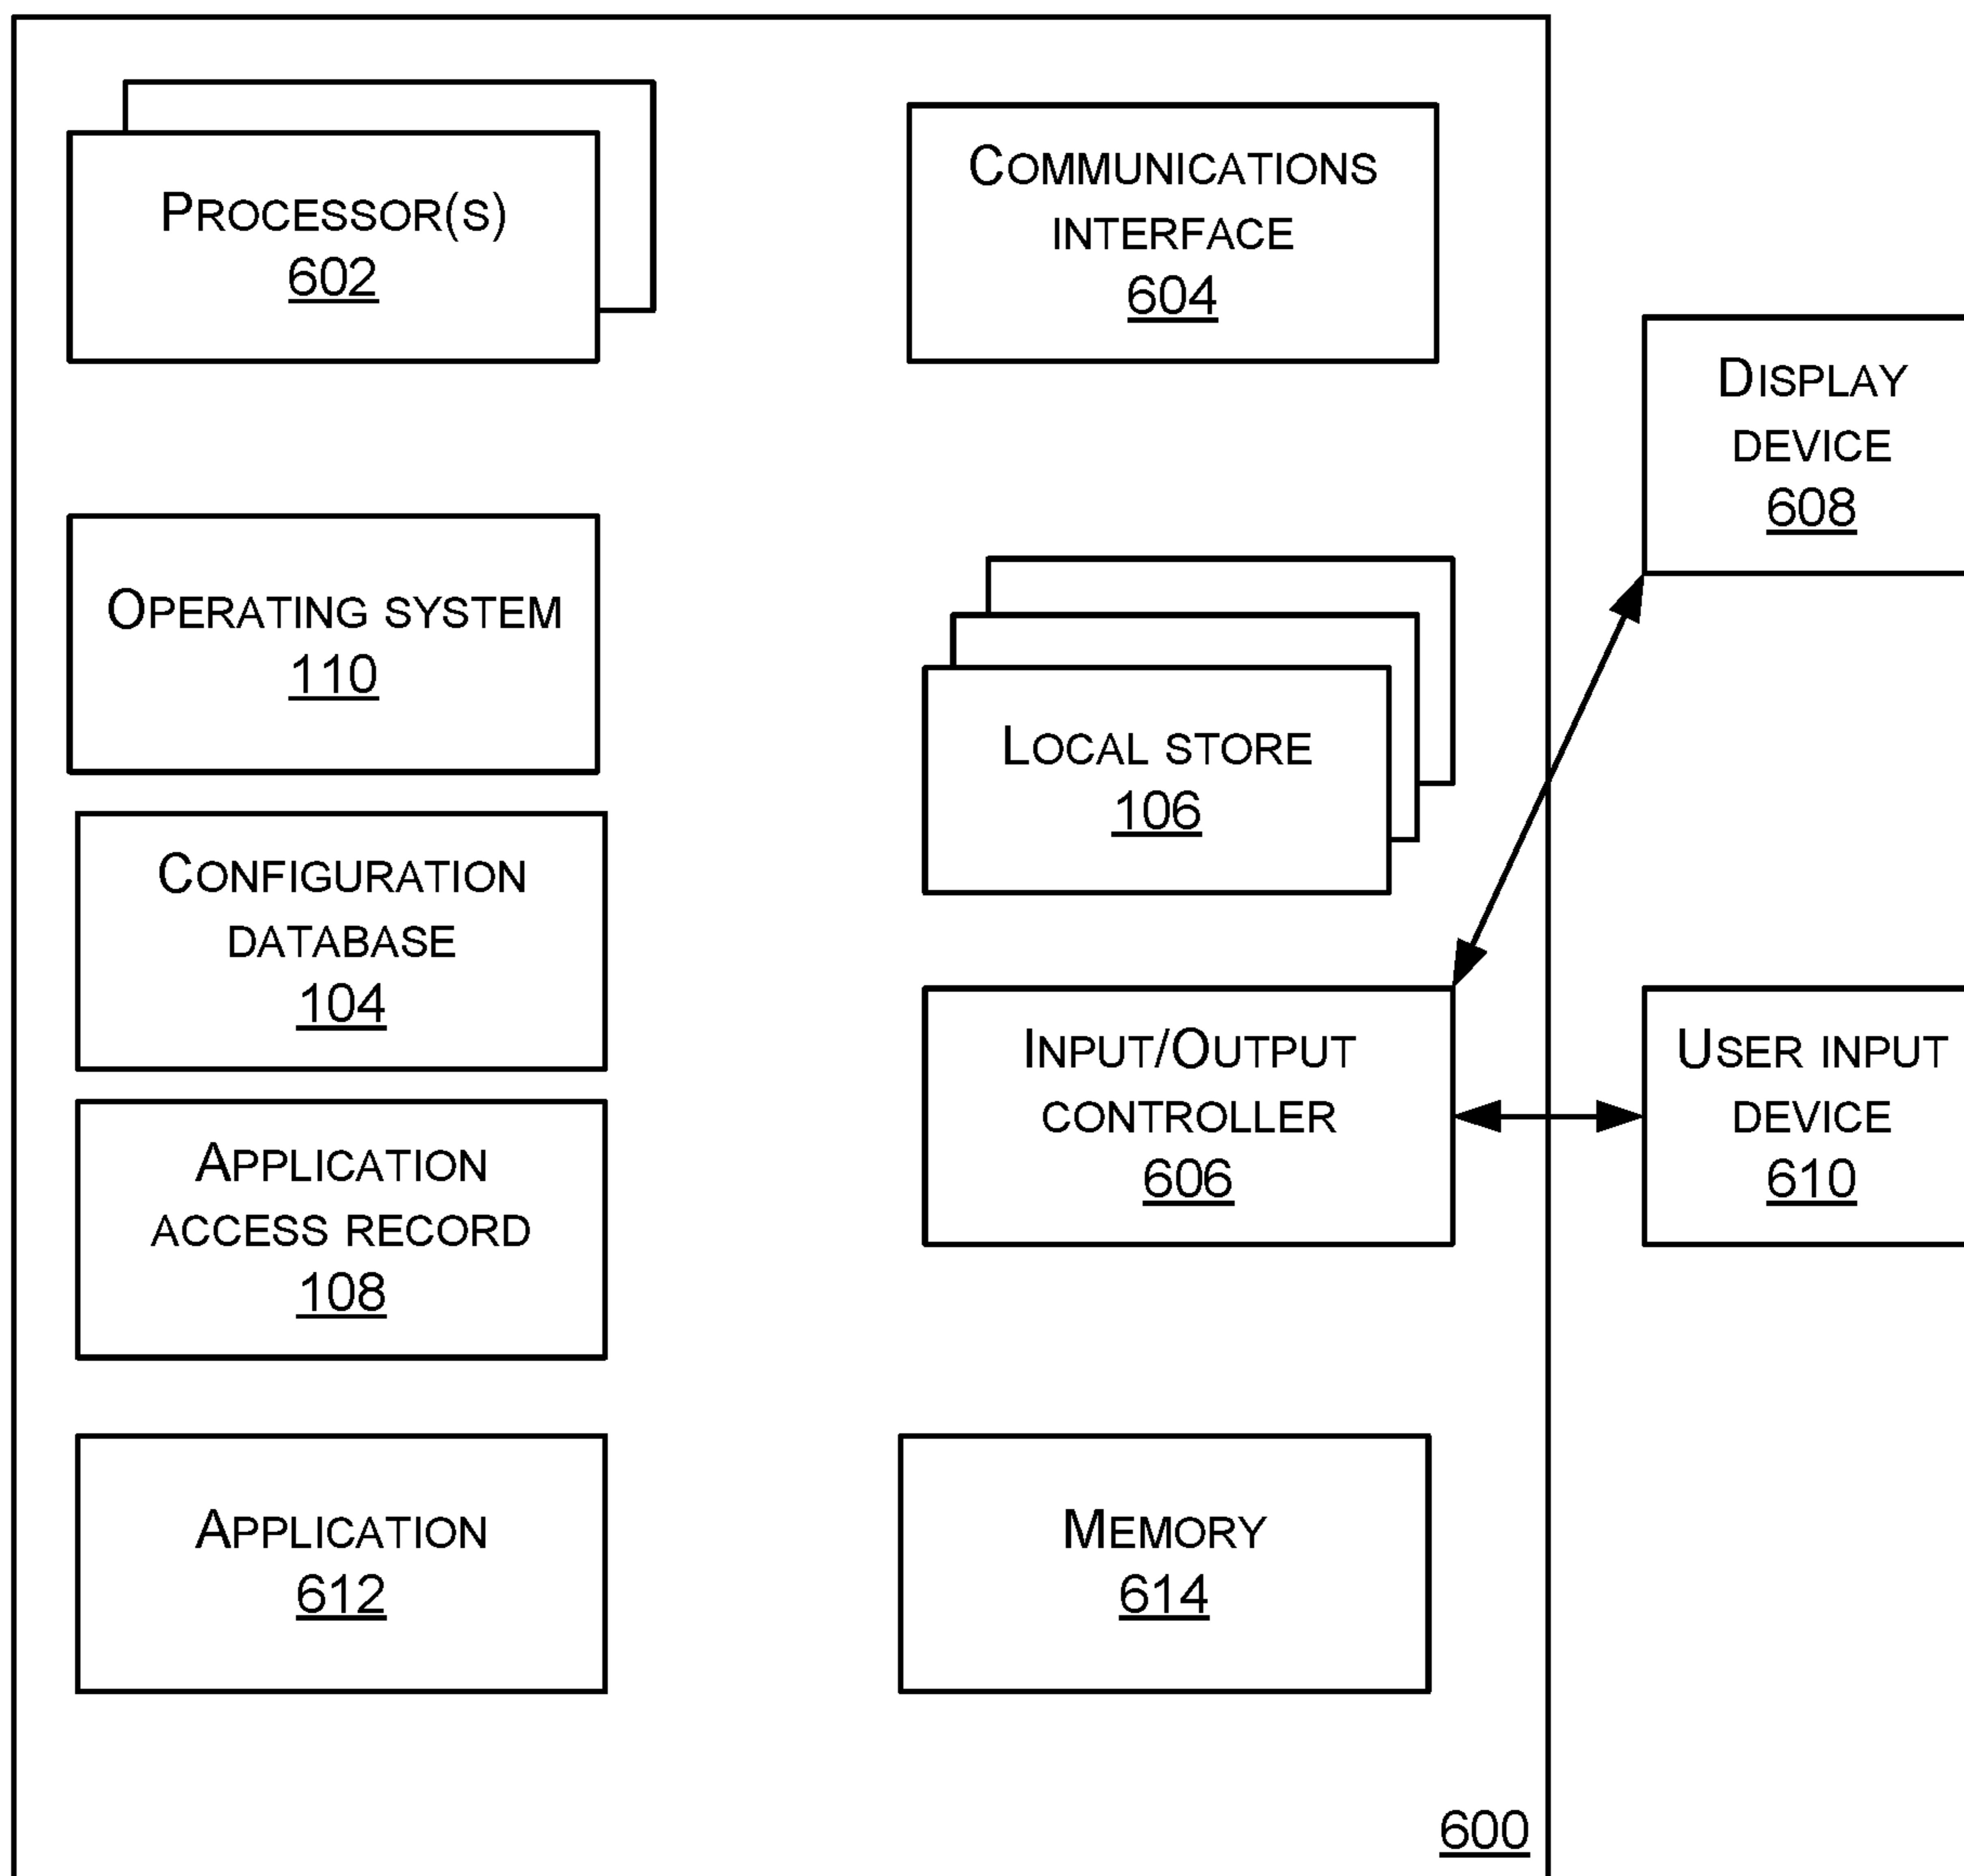 PROCESSOR(S)
602
COMMUNICATIONS
INTERFACE
604
DISPLAY
DEVICE
608
OPERATING SYSTEM
110
LOCAL STORE
106
CONFIGURATION
DATABASE
104
INPUT/OUTPUT
CONTROLLER
606
USER INPUT
DEVICE
610
APPLICATION
ACCESS RECORD
108
APPLICATION
612
MEMORY
614
600